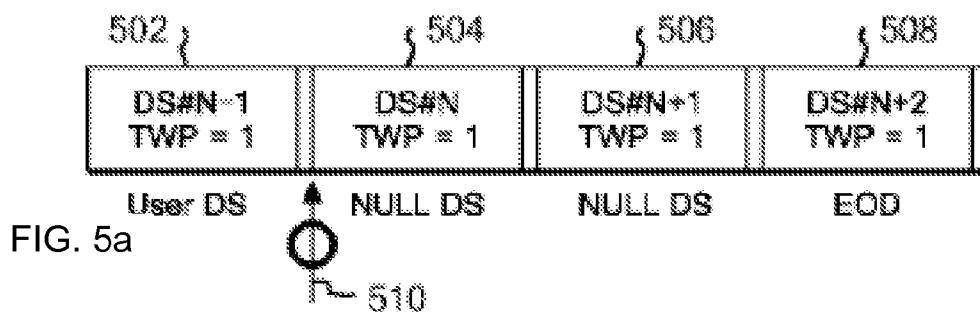 502 504 506 508
DS#N-1 DS#N DS#N+1 DS#N+2
TWP = 1 TWP = 1 TWP = 1 TWP = 1
User DS NULL DS NULL DS EOD
FIG. 5a
510